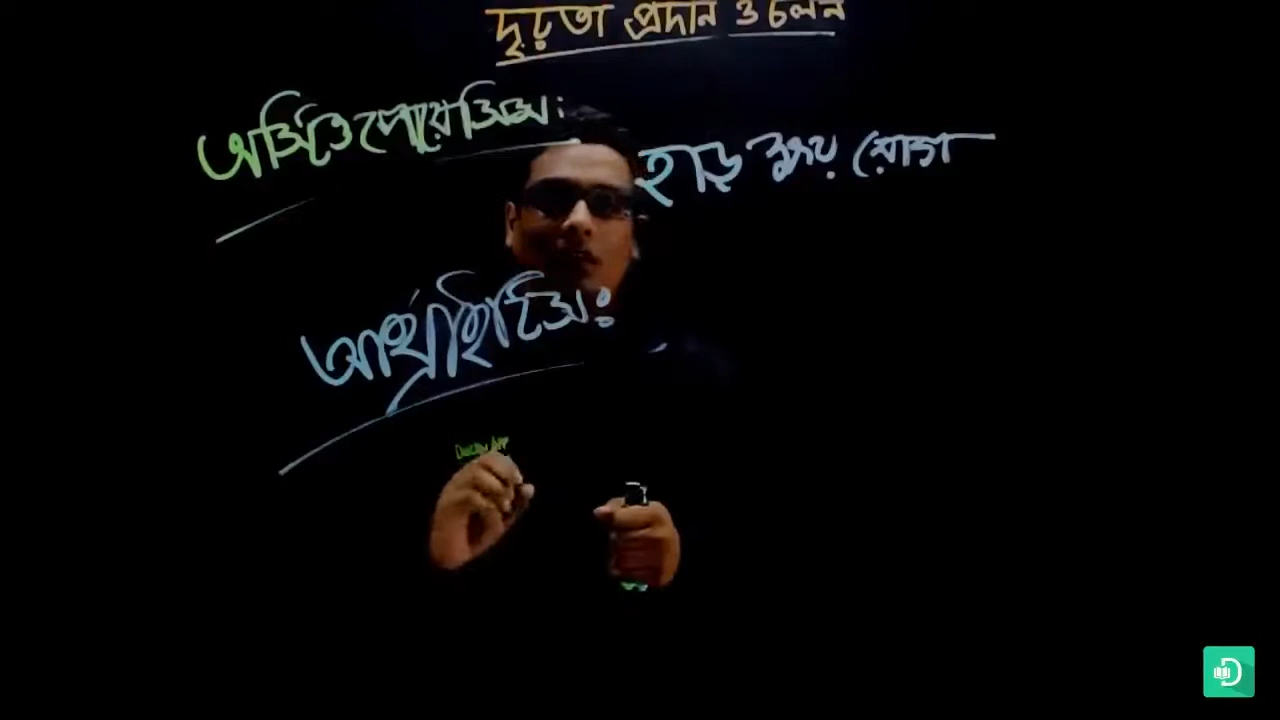 দৃঢ়তা প্রদান ও চলন
অস্টিওপোরোসিস:
হাড় ক্ষয় রোগ
আর্থ্রাইটিস: